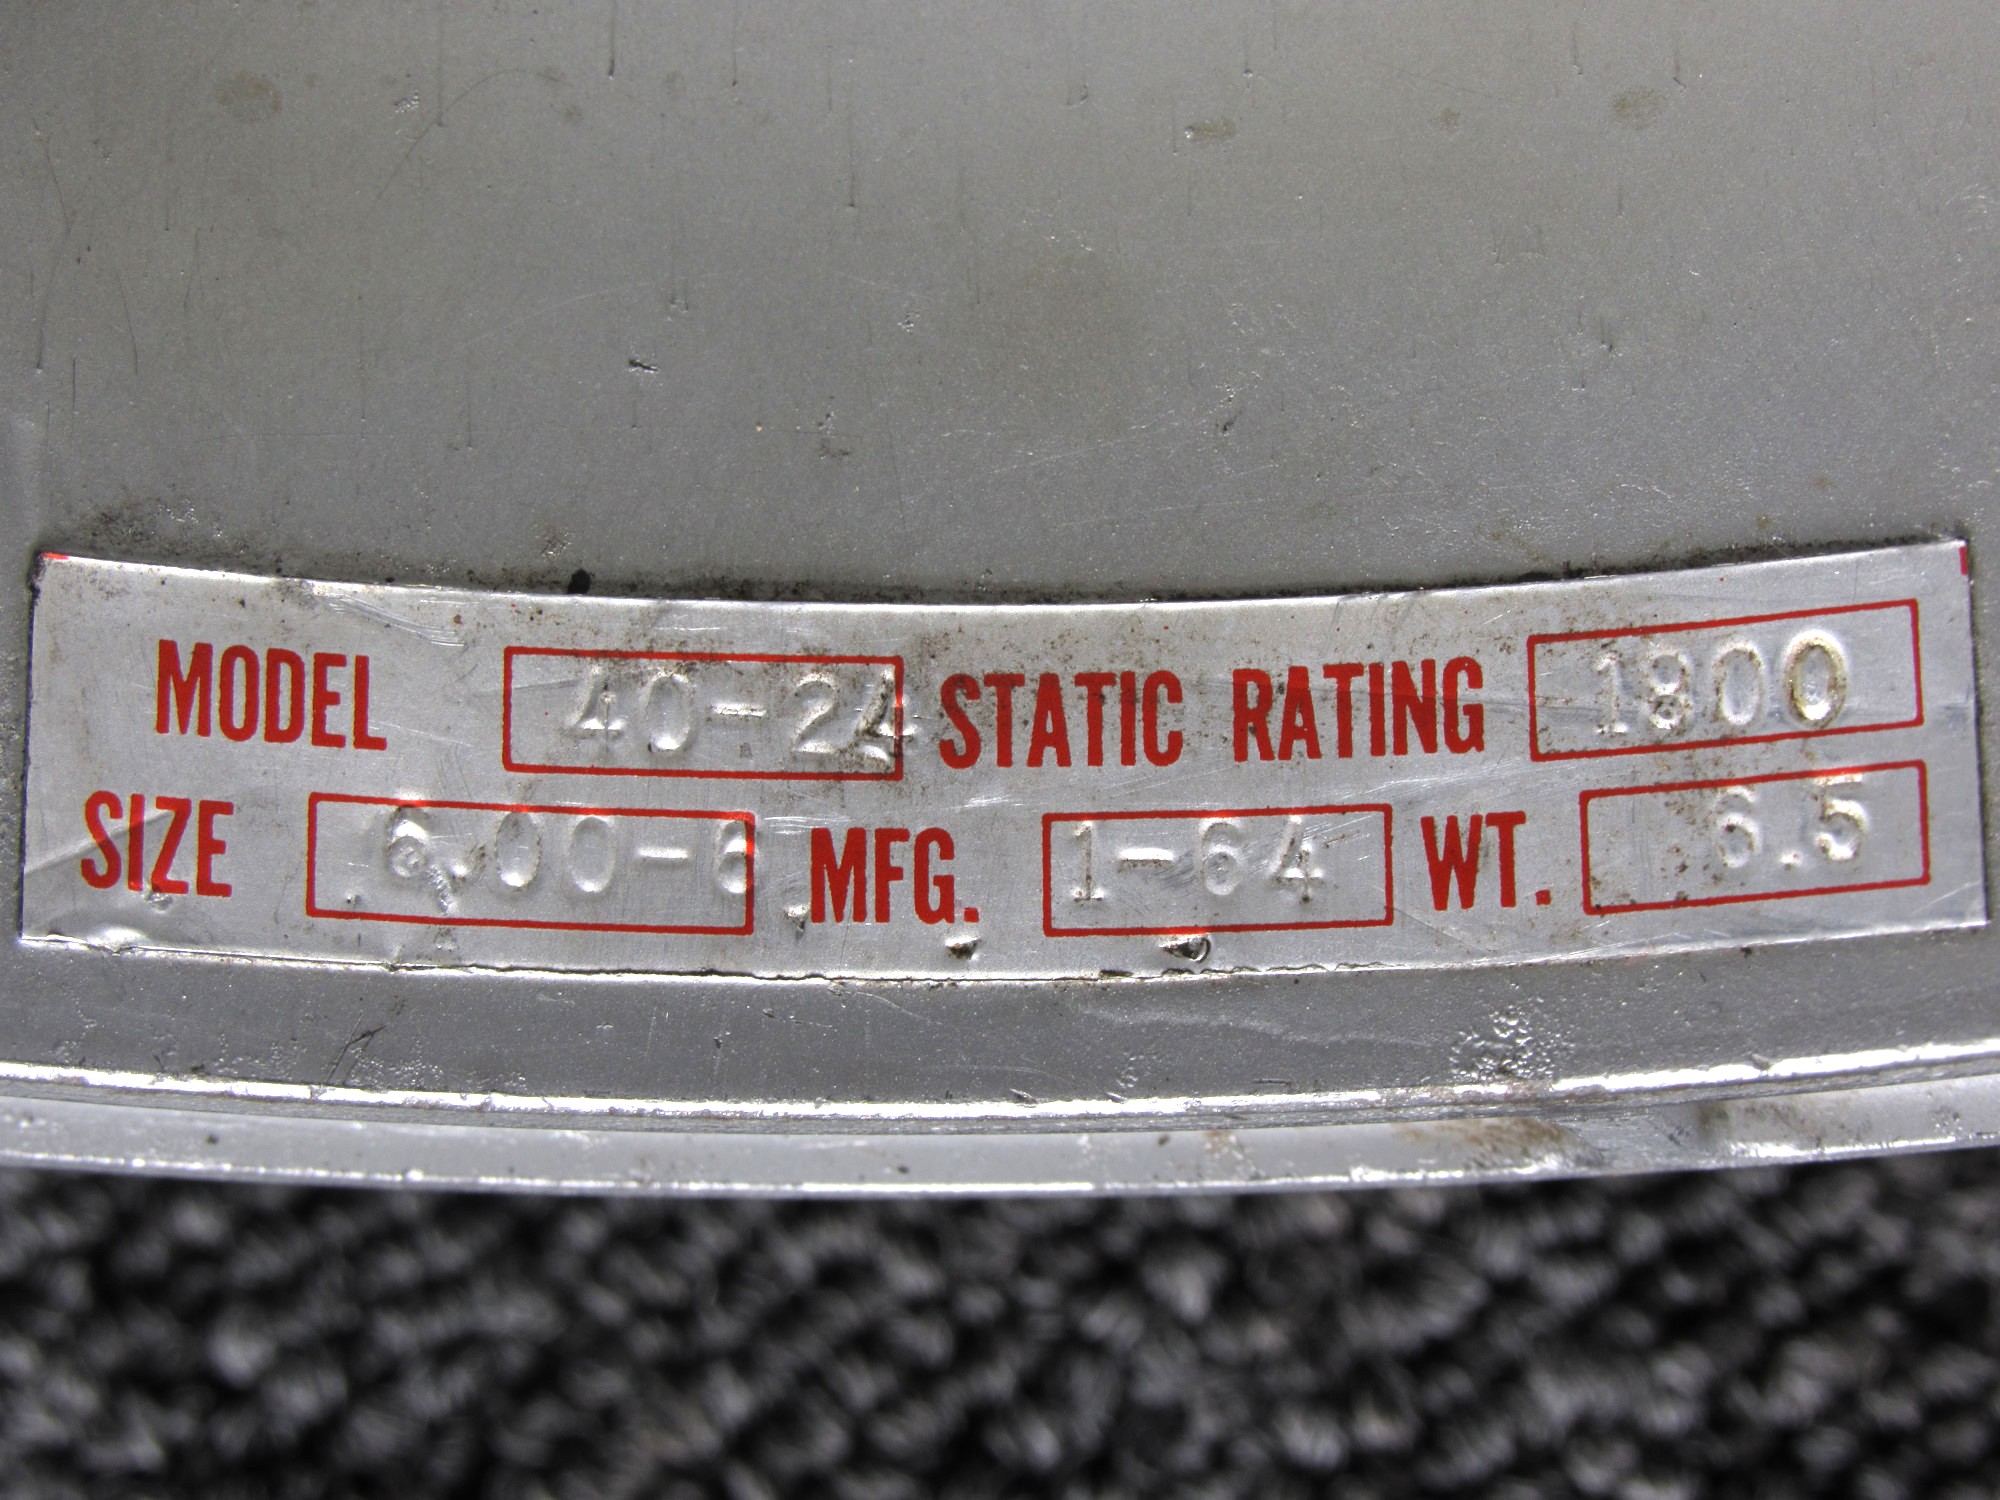 MODEL 40-24 STATIC RATING 1800
SIZE 6.00-6 MFG. 1-64 WT. 6.5